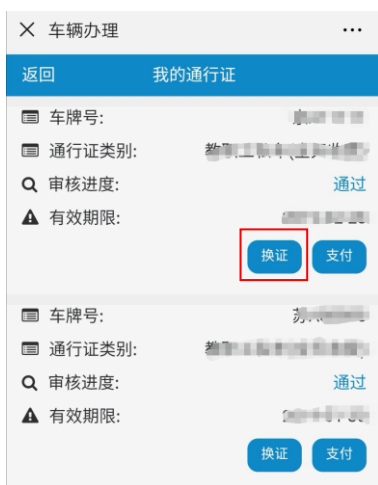 车辆办理
返回 我的通行证
车牌号:
通行证类别:
审核进度: 通过
有效期限:
换证 支付
车牌号: 苏
通行证类别:
审核进度: 通过
有效期限:
换证 支付